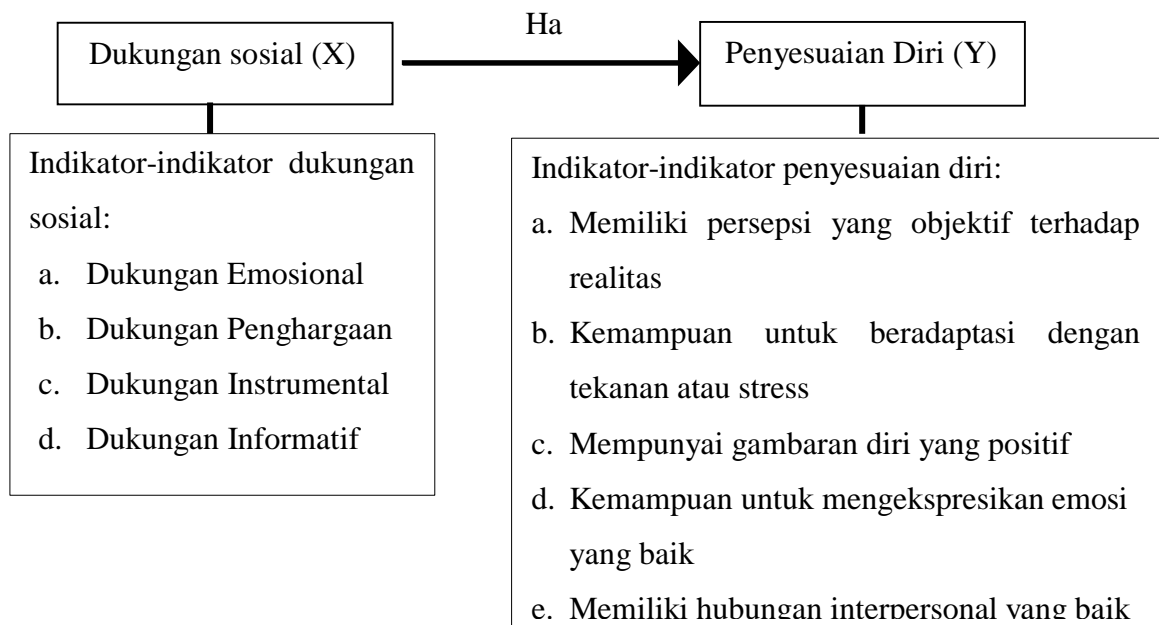 Ha
Dukungan sosial (X)
Penyesuaian Diri (Y)
Indikator-indikator dukungan
sosial:
a. Dukungan Emosional
b. Dukungan Penghargaan
c. Dukungan Instrumental
d. Dukungan Informatif
Indikator-indikator penyesuaian diri:
a. Memiliki persepsi yang objektif terhadap
realitas
b. Kemampuan untuk beradaptasi dengan
tekanan atau stress
c. Mempunyai gambaran diri yang positif
d. Kemampuan untuk mengekspresikan emosi
yang baik
e. Memiliki hubungan interpersonal yang baik